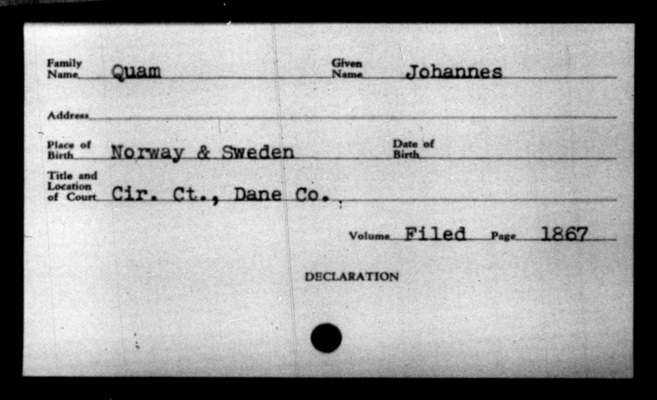 Family Name Quam Given Name Johannes
Address
Place of Birth Norway & Sweden Date of Birth
Title and Location of Court Cir. Ct., Dane Co.
Volume Filed Page 1867
DECLARATION